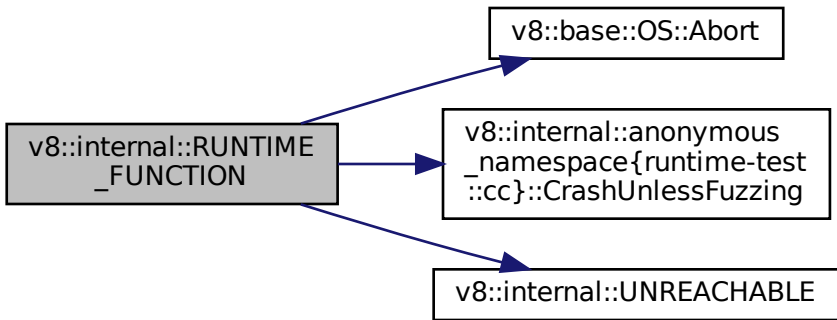 v8::internal::RUNTIME
_FUNCTION
v8::base::OS::Abort
v8::internal::anonymous
_namespace{runtime-test
::cc}::CrashUnlessFuzzing
v8::internal::UNREACHABLE